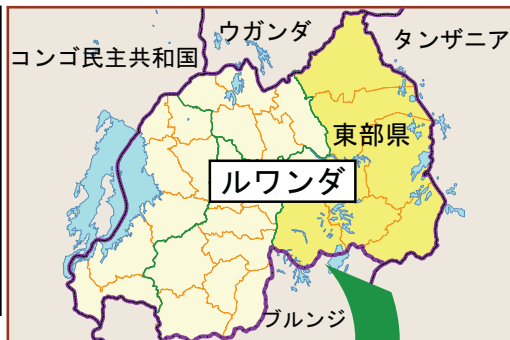 ウガンダ
タンザニア
コンゴ民主共和国
東部県
ルワンダ
ブルンジ